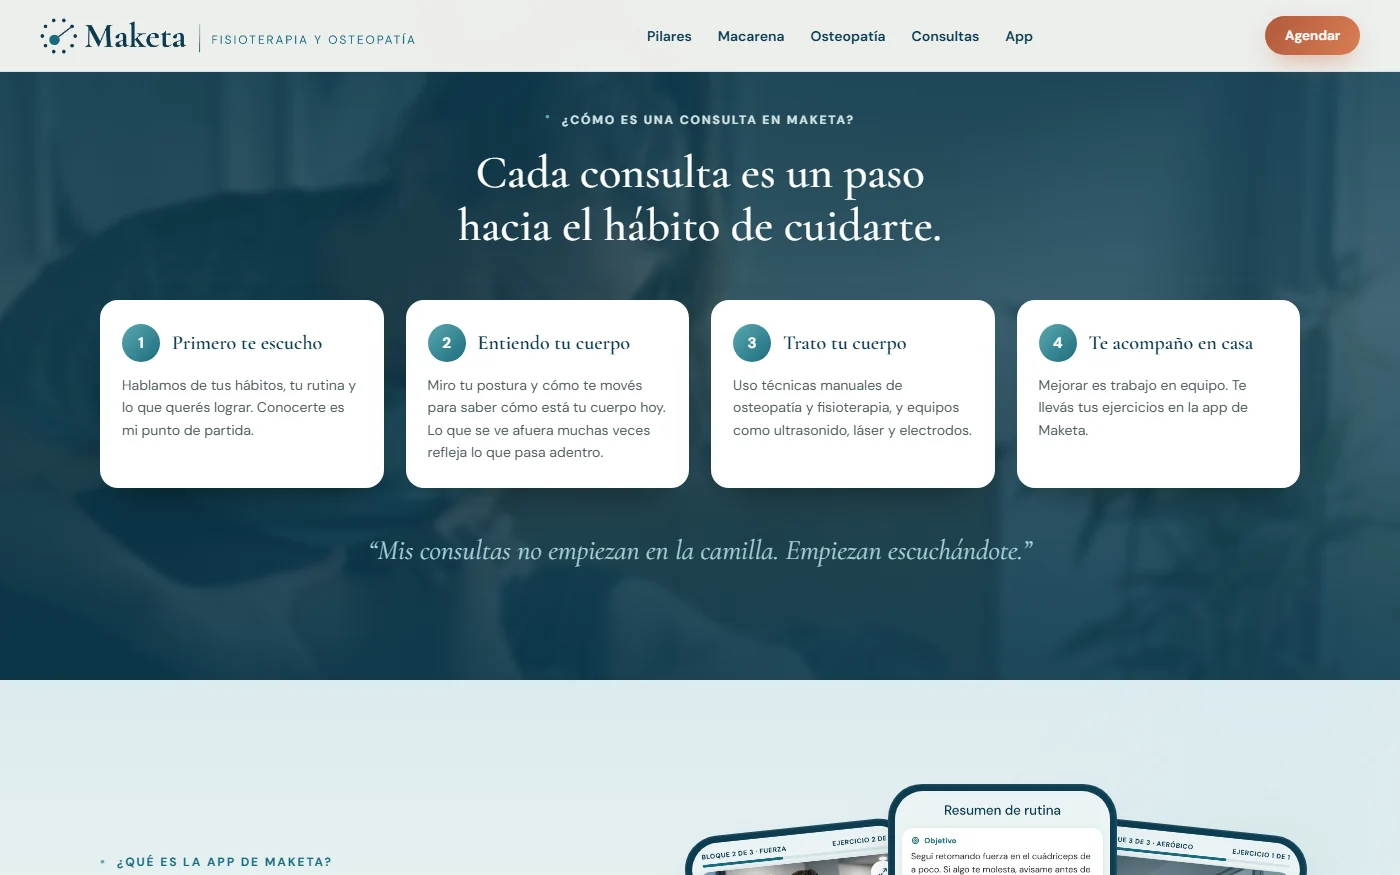 Maketa
FISIOTERAPIA Y OSTEOPATÍA
Pilares
Macarena
Osteopatía
Consultas
App
Agendar
¿CÓMO ES UNA CONSULTA EN MAKETA?
Cada consulta es un paso
hacia el hábito de cuidarte.
1
Primero te escucho
Hablamos de tus hábitos, tu rutina y
lo que querés lograr. Conocerte es
mi punto de partida.
2
Entiendo tu cuerpo
Miro tu postura y cómo te movés
para saber cómo está tu cuerpo hoy.
Lo que se ve afuera muchas veces
refleja lo que pasa adentro.
3
Trato tu cuerpo
Uso técnicas manuales de
osteopatía y fisioterapia, y equipos
como ultrasonido, láser y electrodos.
4
Te acompaño en casa
Mejorar es trabajo en equipo. Te
llevás tus ejercicios en la app de
Maketa.
“Mis consultas no empiezan en la camilla. Empiezan escuchándote.”
¿QUÉ ES LA APP DE MAKETA?
BLOQUE 2 DE 3 · FUERZA
EJERCICIO 2 DE
Resumen de rutina
Objetivo
Seguí retomando fuerza en el cuádriceps de
a poco. Si algo te molesta, avisame antes de
UE 3 DE 3 · AERÓBICO
EJERCICIO 1 DE 1